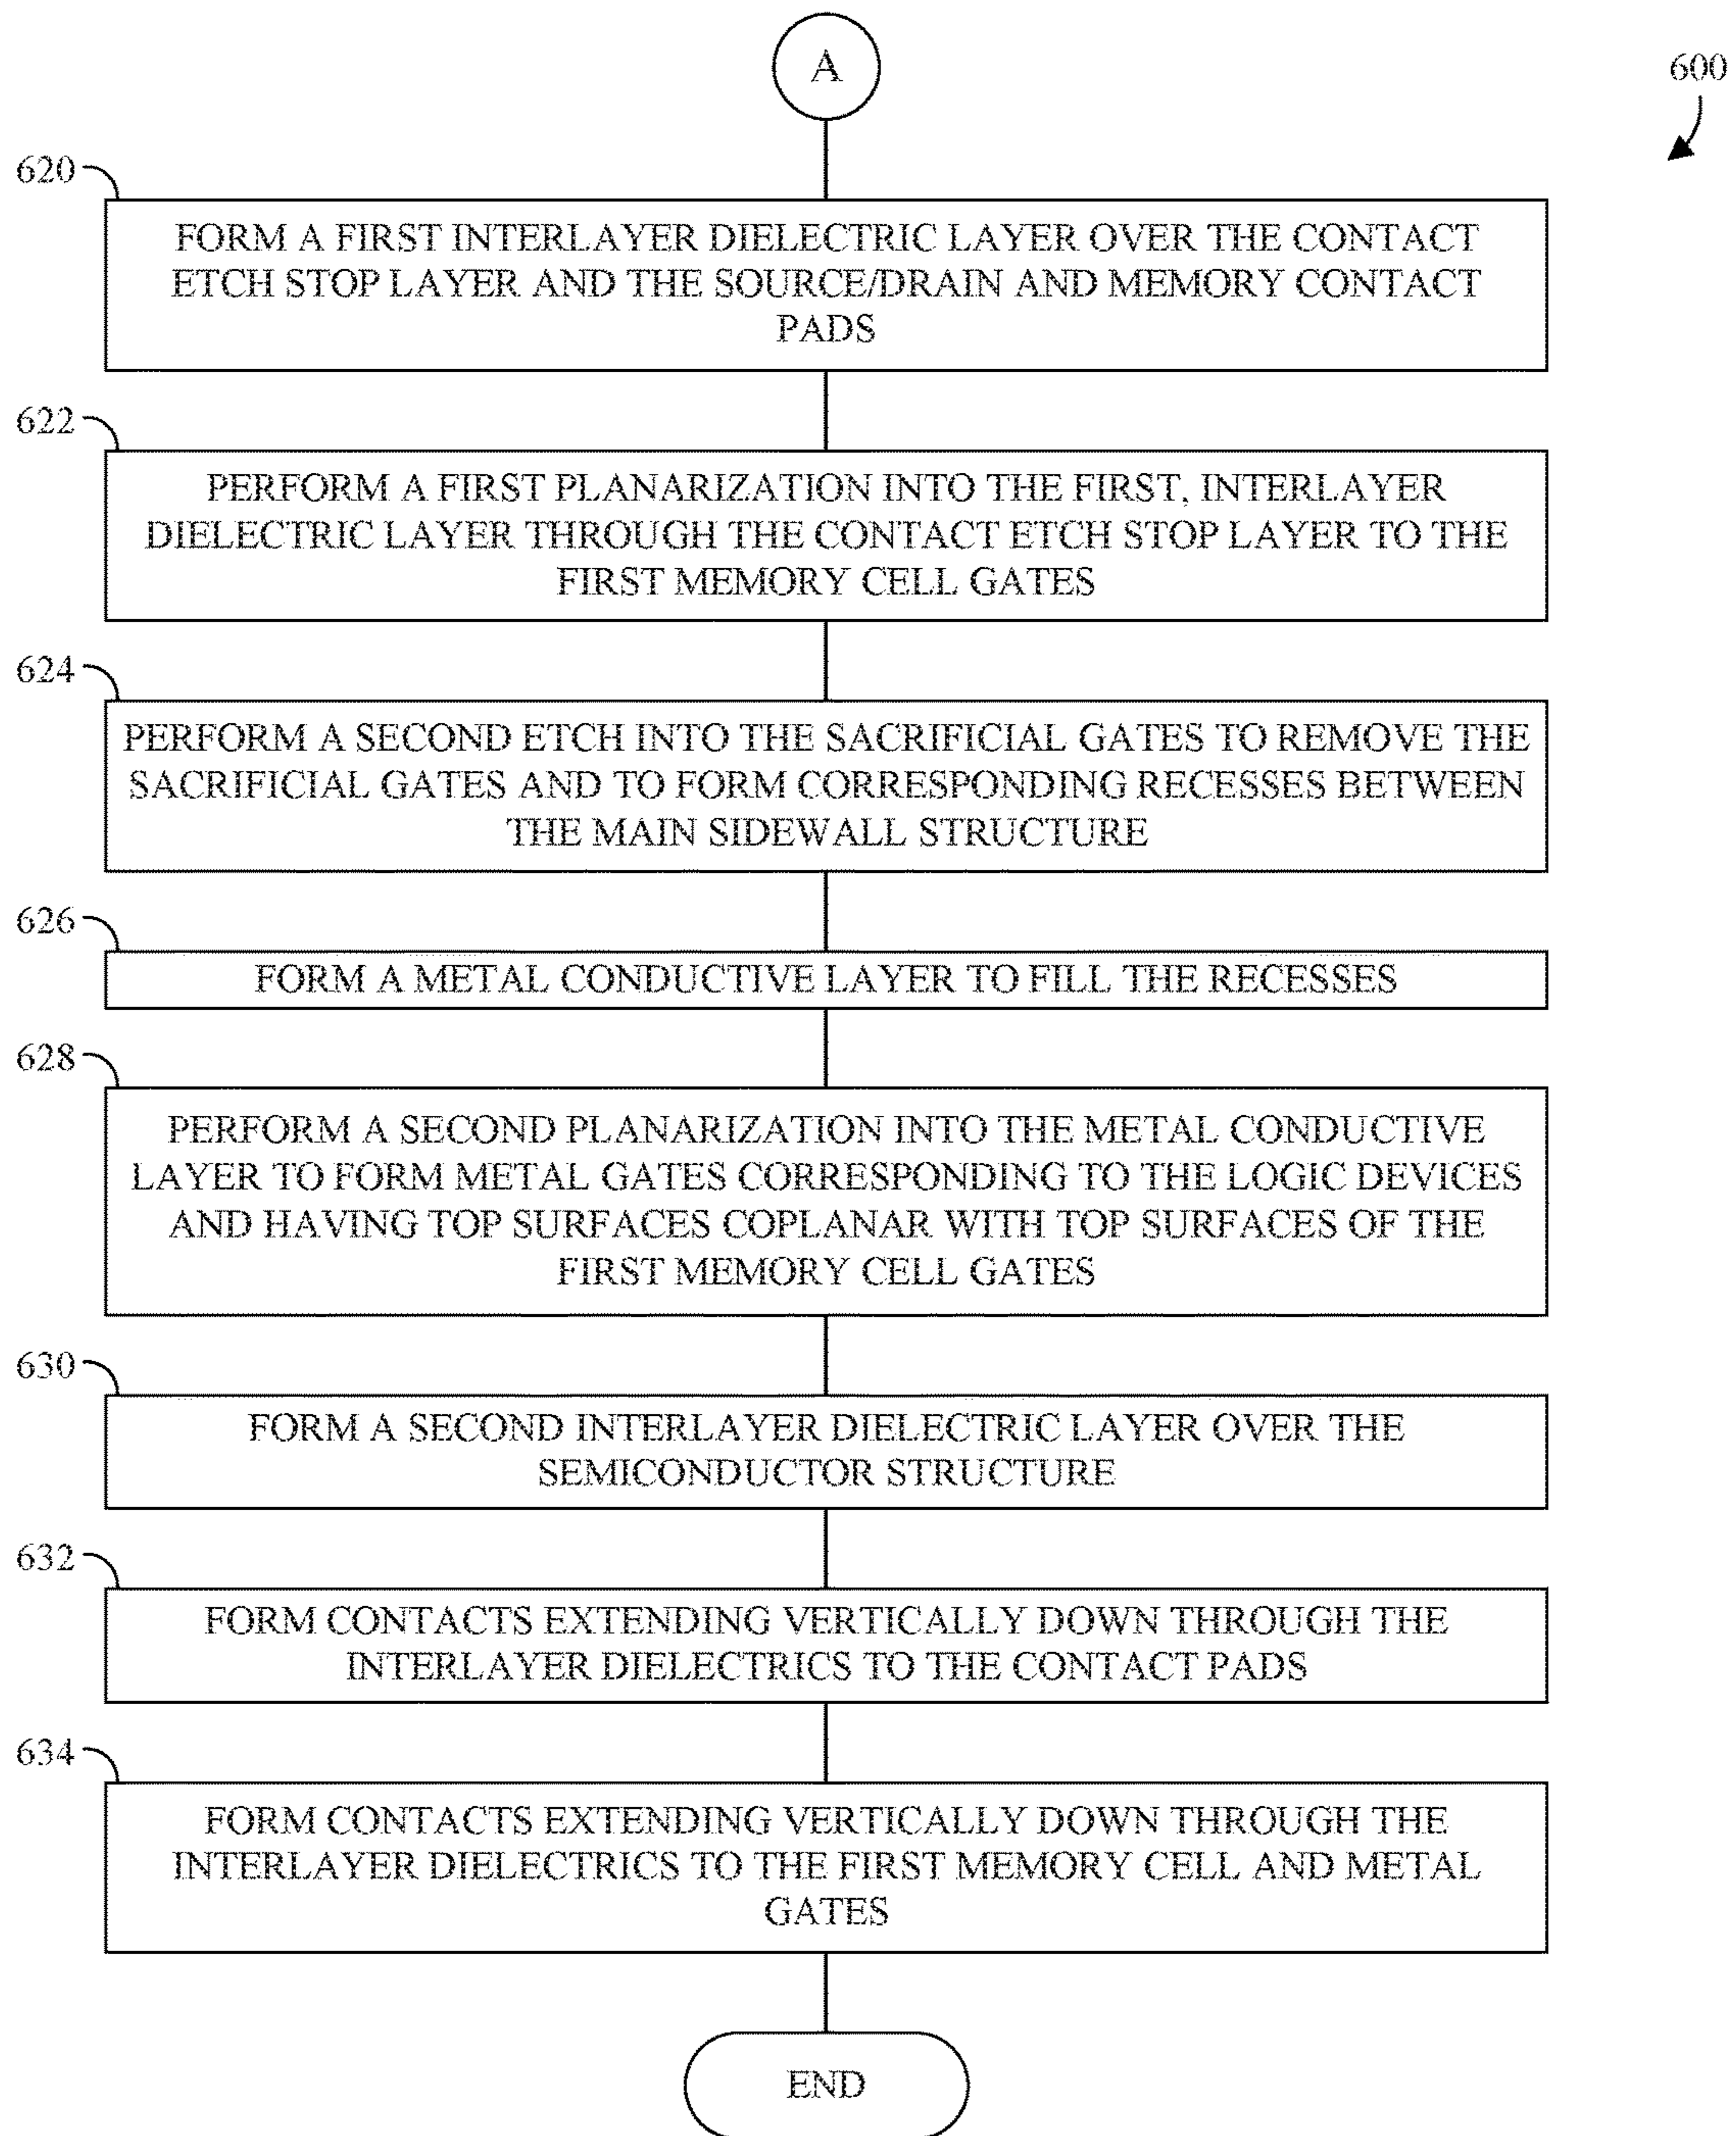 A
600
620
FORM A FIRST INTERLAYER DIELECTRIC LAYER OVER THE CONTACT
ETCH STOP LAYER AND THE SOURCE/DRAIN AND MEMORY CONTACT
PADS
622
PERFORM A FIRST PLANARIZATION INTO THE FIRST, INTERLAYER
DIELECTRIC LAYER THROUGH THE CONTACT ETCH STOP LAYER TO THE
FIRST MEMORY CELL GATES
624
PERFORM A SECOND ETCH INTO THE SACRIFICIAL GATES TO REMOVE THE
SACRIFICIAL GATES AND TO FORM CORRESPONDING RECESSES BETWEEN
THE MAIN SIDEWALL STRUCTURE
626
FORM A METAL CONDUCTIVE LAYER TO FILL THE RECESSES
628
PERFORM A SECOND PLANARIZATION INTO THE METAL CONDUCTIVE
LAYER TO FORM METAL GATES CORRESPONDING TO THE LOGIC DEVICES
AND HAVING TOP SURFACES COPLANAR WITH TOP SURFACES OF THE
FIRST MEMORY CELL GATES
630
FORM A SECOND INTERLAYER DIELECTRIC LAYER OVER THE
SEMICONDUCTOR STRUCTURE
632
FORM CONTACTS EXTENDING VERTICALLY DOWN THROUGH THE
INTERLAYER DIELECTRICS TO THE CONTACT PADS
634
FORM CONTACTS EXTENDING VERTICALLY DOWN THROUGH THE
INTERLAYER DIELECTRICS TO THE FIRST MEMORY CELL AND METAL
GATES
END